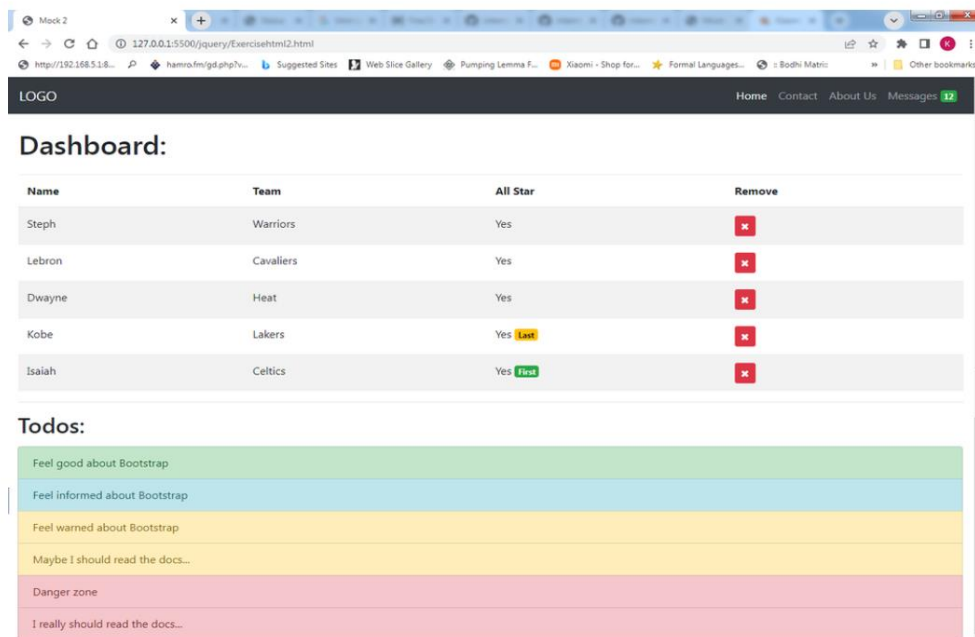 Mock 2
127.0.0.1:5500/jquery/Exercisehtml2.html
http://192.168.5.1:8... hamro.fm/gd.php?v... Suggested Sites Web Slice Gallery Pumping Lemma F... Xiaomi - Shop for... Formal Languages... :: Bodhi Matrix » Other bookmarks
LOGO Home Contact About Us Messages 12
Dashboard:
Name Team All Star Remove
Steph Warriors Yes
Lebron Cavaliers Yes
Dwayne Heat Yes
Kobe Lakers Yes Last
Isaiah Celtics Yes First
Todos:
Feel good about Bootstrap
Feel informed about Bootstrap
Feel warned about Bootstrap
Maybe I should read the docs...
Danger zone
I really should read the docs...